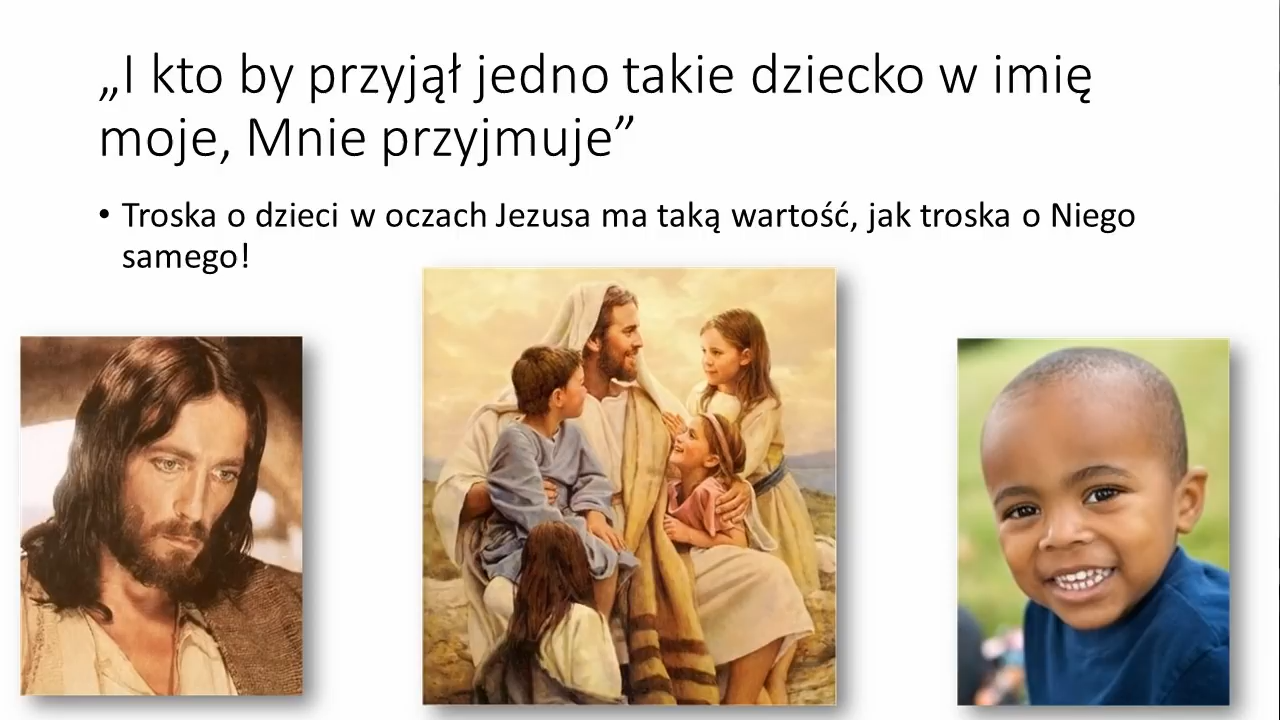 „I kto by przyjął jedno takie dziecko w imię
moje, Mnie przyjmuje”
• Troska o dzieci w oczach Jezusa ma taką wartość, jak troska o Niego
samego!